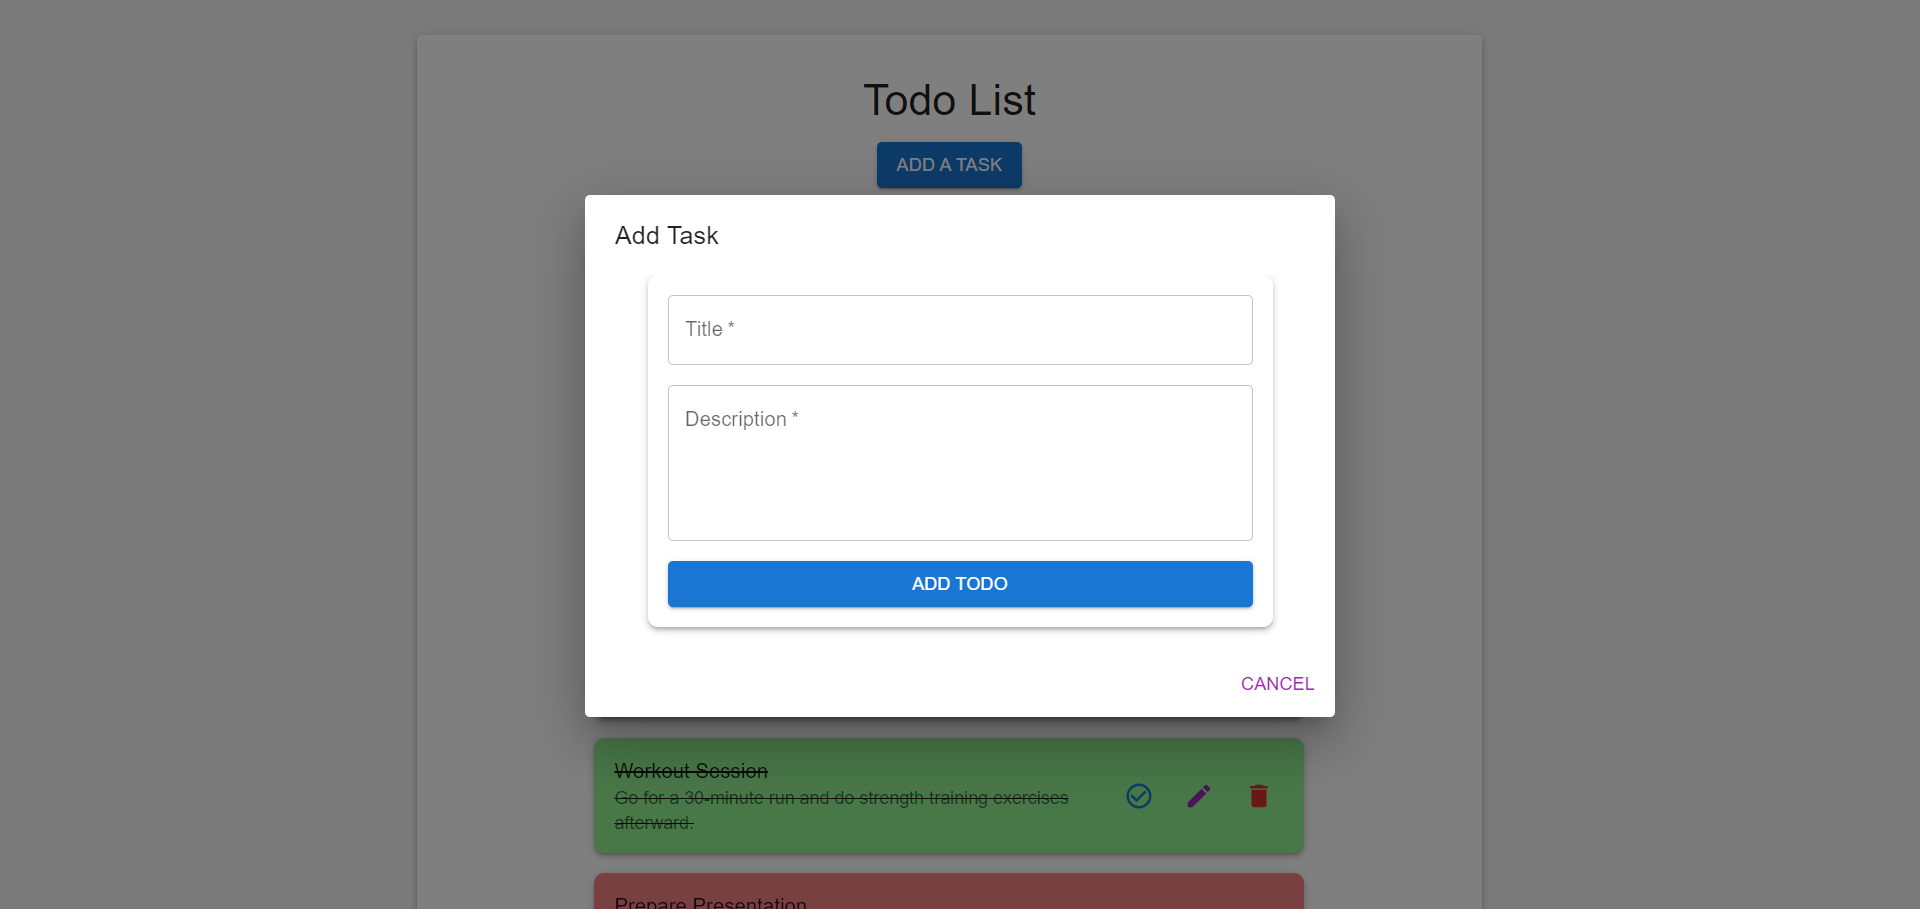 Todo List
ADD A TASK
Add Task
Title *
Description *
ADD TODO
CANCEL
Workout Session
Go for a 30-minute run and do strength training exercises
afterward.
Prepare Presentation